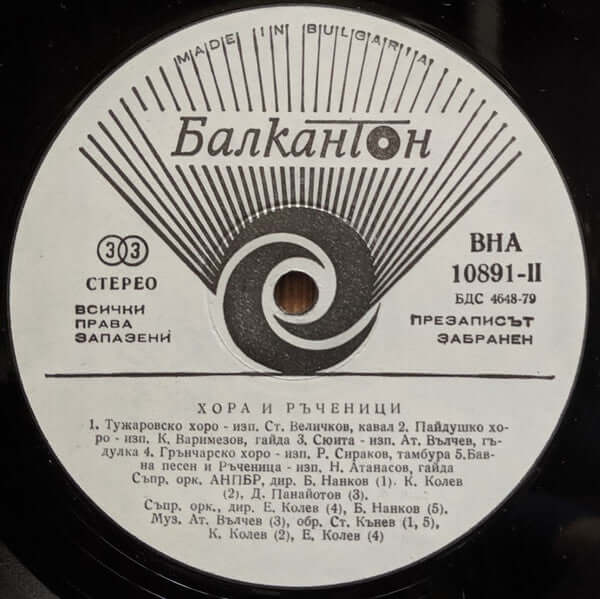 MADE IN BULGARIA
Балкантон
33
СТЕРЕО
ВСИЧКИ
ПРАВА
ЗАПАЗЕНИ
ВНА
10891-II
БДС 4648-79
ПРЕЗАПИСЪТ
ЗАБРАНЕН
ХОРА И РЪЧЕНИЦИ
1. Тужаровско хоро - изп. Ст. Величков, кавал 2. Пайдушко хо-
ро - изп. К. Варимезов, гайда 3. Сюита - изп. Ат. Вълчев, гъ-
дулка 4. Грънчарско хоро - изп. Р. Сираков, тамбура 5.Бав-
на песен и Ръченица - изп. Н. Атанасов, гайда
Съпр. орк. АНПБР, дир. Б. Нанков (1). К. Колев
(2), Д. Панайотов (3).
Съпр. орк., дир. Е. Колев (4), Б. Нанков (5).
Муз. Ат. Вълчев (3), обр. Ст. Кънев (1, 5),
К. Колев (2), Е. Колев (4)